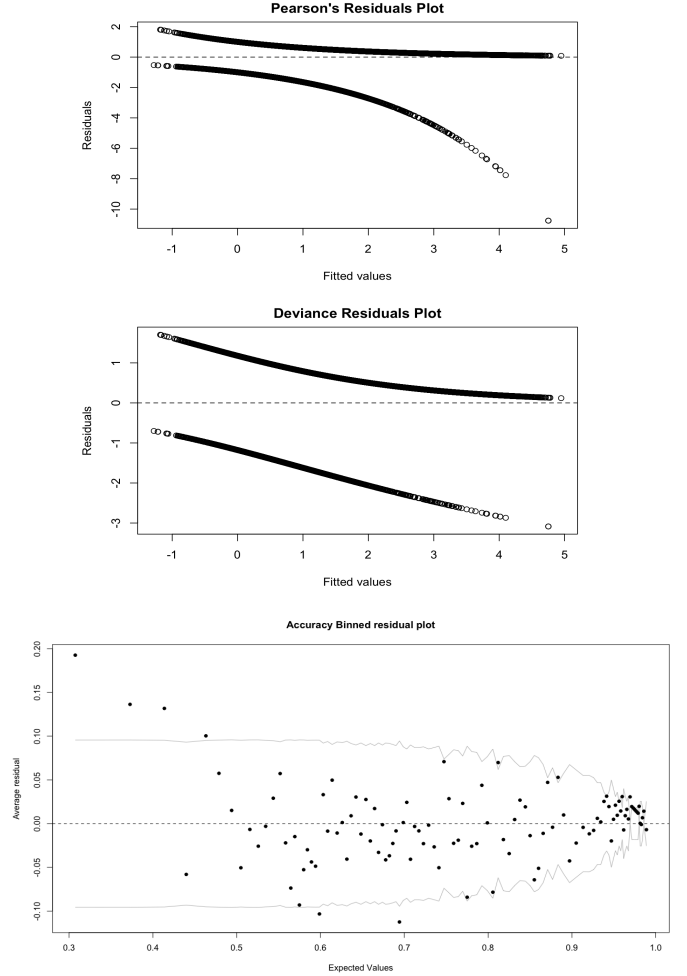 Pearson's Residuals Plot
2
0
-2
-4
-6
-8
-10
Residuals
-1 0 1 2 3 4 5
Fitted values
Deviance Residuals Plot
1
0
-1
-2
-3
Residuals
-1 0 1 2 3 4 5
Fitted values
Accuracy Binned residual plot
0.20
0.15
0.10
0.05
0.00
-0.05
-0.10
Average residual
0.3 0.4 0.5 0.6 0.7 0.8 0.9 1.0
Expected Values